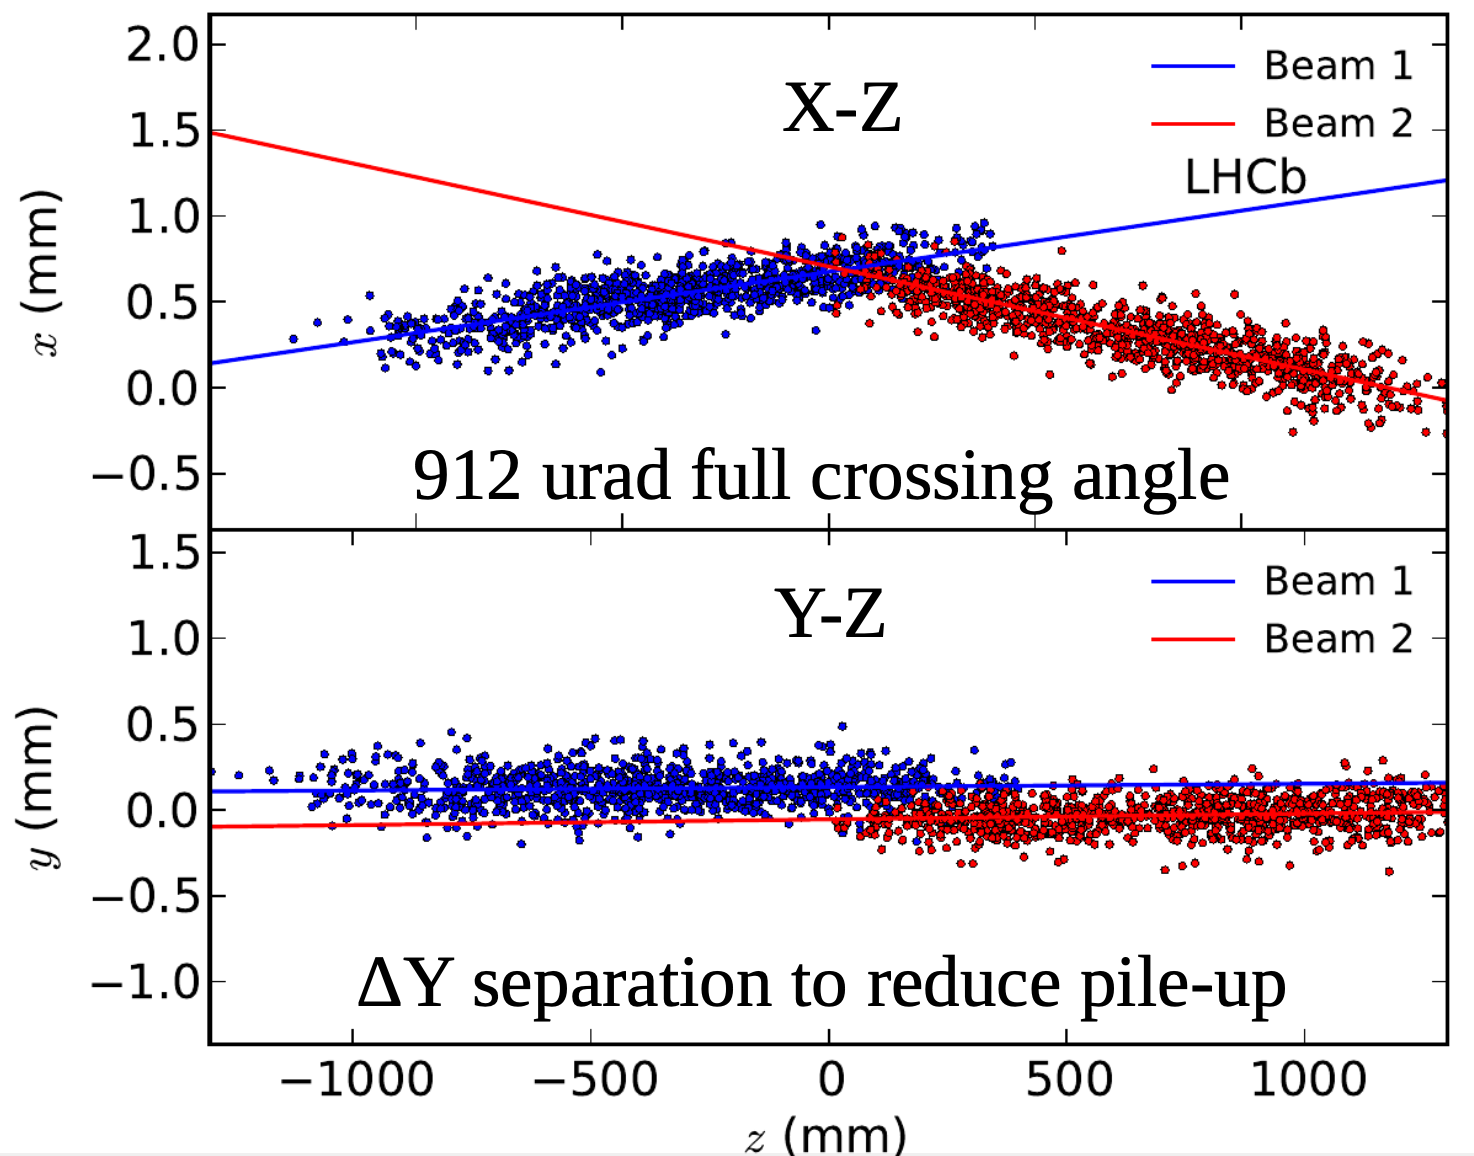 2.0
1.5
1.0
0.5
0.0
−0.5
x (mm)
X-Z
Beam 1
Beam 2
LHCb
912 urad full crossing angle
1.5
1.0
0.5
0.0
−0.5
−1.0
y (mm)
Y-Z
Beam 1
Beam 2
ΔY separation to reduce pile-up
−1000 −500 0 500 1000
z (mm)